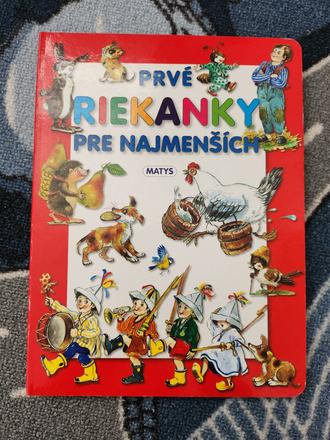 PRVÉ
RIEKANKY
PRE NAJMENŠÍCH
MATYS